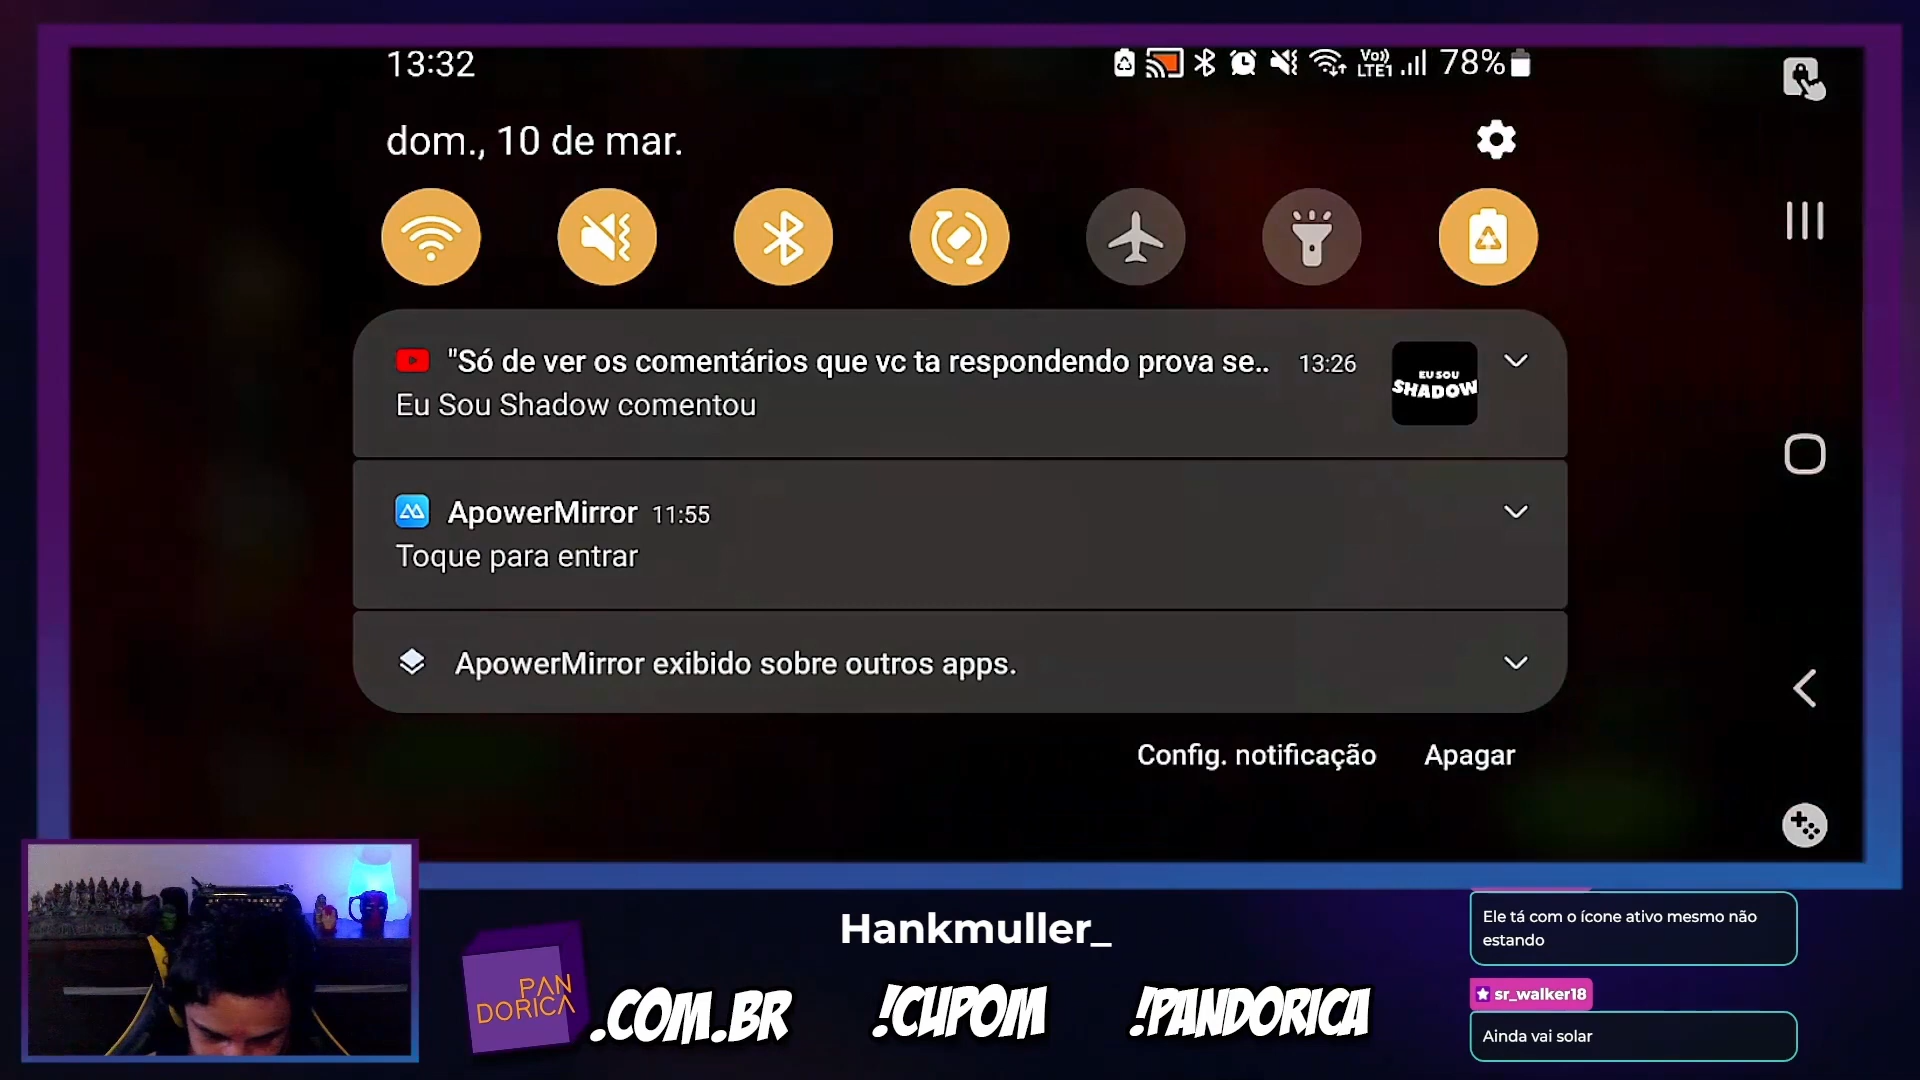 13:32
Vo))
LTE1
78%
dom., 10 de mar.
"Só de ver os comentários que vc ta respondendo prova se..
13:26
EU SOU
SHADOW
Eu Sou Shadow comentou
ApowerMirror 11:55
Toque para entrar
ApowerMirror exibido sobre outros apps.
Config. notificação
Apagar
PAN
DORICA
.COM.BR
Hankmuller_
!CUPOM
!PANDORICA
Ele tá com o ícone ativo mesmo não
estando
sr_walker18
Ainda vai solar